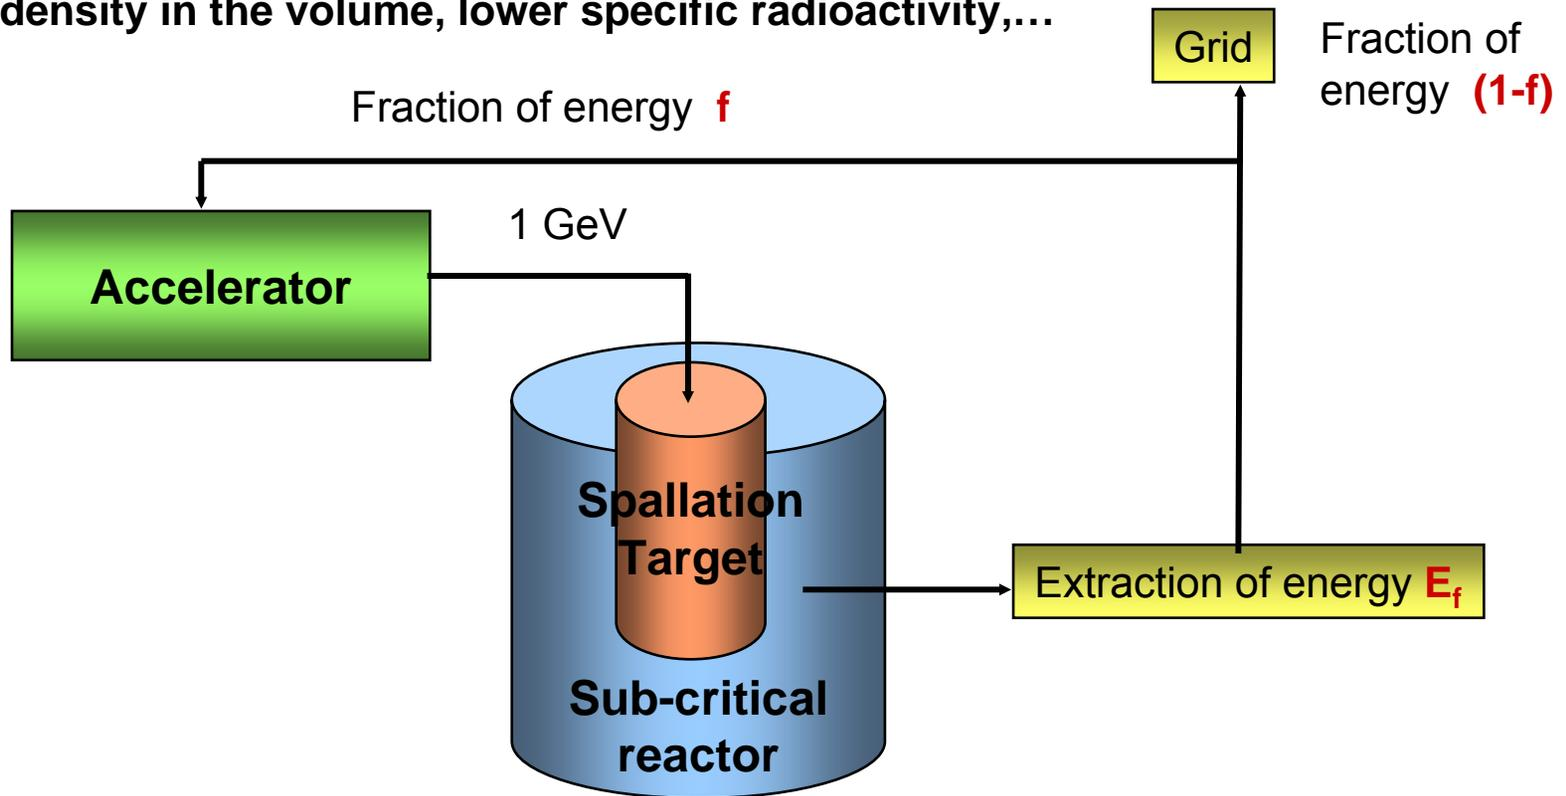 density in the volume, lower specific radioactivity,...
Grid
Fraction of
energy (1-f)
Fraction of energy f
1 GeV
Accelerator
Spallation
Target
Extraction of energy Ef
Sub-critical
reactor